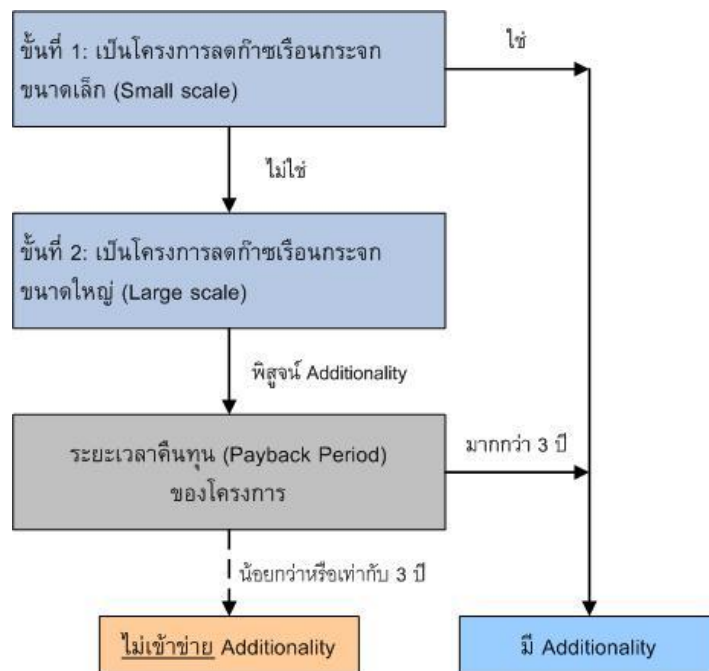 ขั้นที่ 1: เป็นโครงการลดก๊าซเรือนกระจก
ขนาดเล็ก (Small scale)
ใช่
ไม่ใช่
ขั้นที่ 2: เป็นโครงการลดก๊าซเรือนกระจก
ขนาดใหญ่ (Large scale)
พิสูจน์ Additionality
ระยะเวลาคืนทุน (Payback Period)
ของโครงการ
มากกว่า 3 ปี
น้อยกว่าหรือเท่ากับ 3 ปี
ไม่เข้าข่าย Additionality
มี Additionality